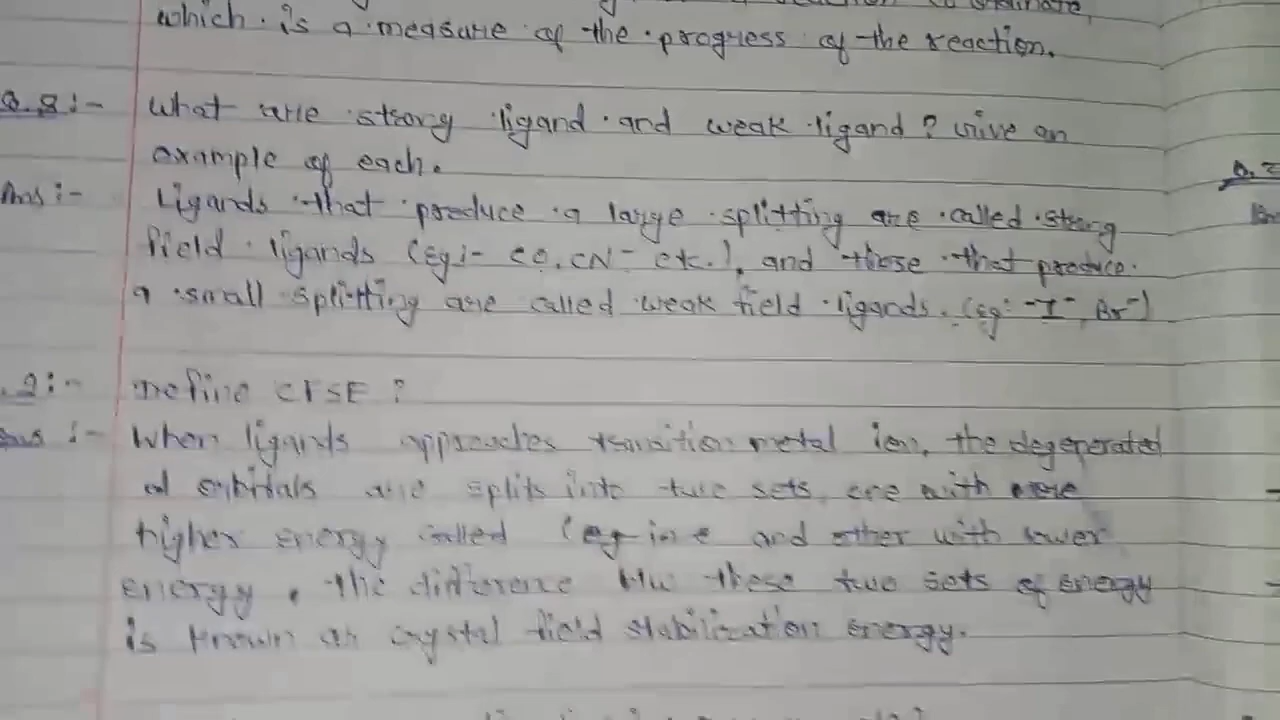 which is a measure of the progress of the reaction.
Q.8:- What are strong ligand and weak ligand? Give an
example of each.
Ans:- Ligands that produce a large splitting are called strong
field ligands (Eg:- CO, CN⁻ etc.), and those that produce
a small splitting are called weak field ligands. (Eg:- I⁻, Br⁻)
Define CFSE?
Ans:- When ligands approaches transition metal ion, the degenerated
d orbitals are splits into two sets, one with
higher energy called (eg and other with lower
energy. The difference b/w these two sets of energy
is known as crystal field stabilization energy.